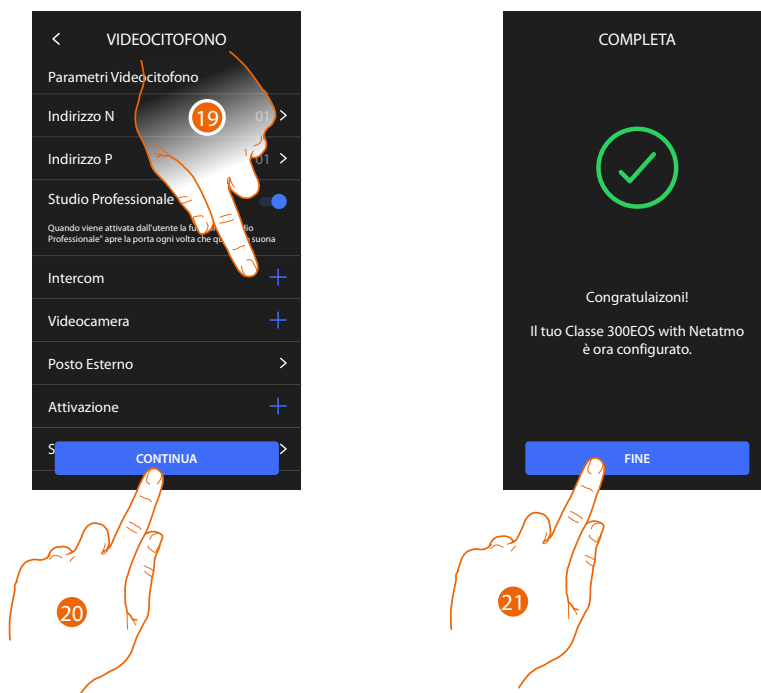 VIDEOCITOFONO
Parametri Videocitofono
Indirizzo N 01
19
Indirizzo P 01
Studio Professionale
Quando viene attivata dall'utente la
Professionale" apre la porta ogni volta che suona
Intercom
Videocamera
Posto Esterno
Attivazione
S
CONTINUA
20
COMPLETA
Congratulaizoni!
Il tuo Classe 300EOS with Netatmo
è ora configurato.
FINE
21